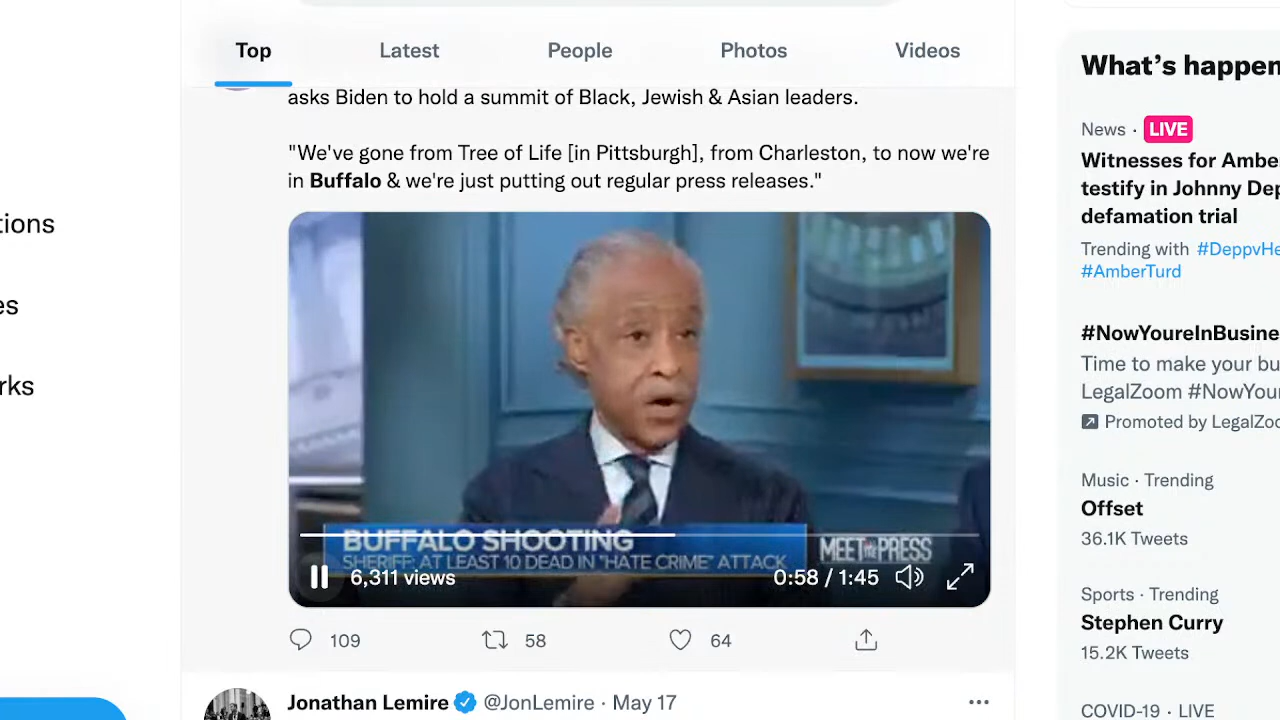 Top
Latest
People
Photos
Videos
asks Biden to hold a summit of Black, Jewish & Asian leaders.
"We've gone from Tree of Life [in Pittsburgh], from Charleston, to now we're
in Buffalo & we're just putting out regular press releases."
BUFFALO SHOOTING
SHERIFF: AT LEAST 10 DEAD IN "HATE CRIME" ATTACK
MEET THE PRESS
6,311 views
0:58 / 1:45
109
58
64
Jonathan Lemire @JonLemire · May 17
tions
es
rks
What's happen
News · LIVE
Witnesses for Ambe
testify in Johnny Dep
defamation trial
Trending with #DeppvHe
#AmberTurd
#NowYoureInBusine
Time to make your bu
LegalZoom #NowYour
Promoted by LegalZoo
Music · Trending
Offset
36.1K Tweets
Sports · Trending
Stephen Curry
15.2K Tweets
COVID-19 · LIVE